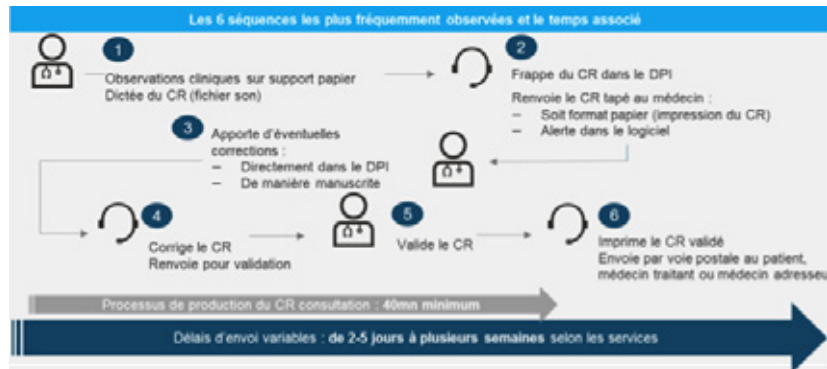 Les 6 séquences les plus fréquemment observées et le temps associé
1
Observations cliniques sur support papier
Dictée du CR (fichier son)
2
Frappe du CR dans le DPI
Renvoie le CR tapé au médecin :
– Soit format papier (impression du CR)
– Alerte dans le logiciel
3
Apporte d'éventuelles
corrections :
– Directement dans le DPI
– De manière manuscrite
4
Corrige le CR
Renvoie pour validation
5
Valide le CR
6
Imprime le CR validé
Envoie par voie postale au patient,
médecin traitant ou médecin adresseu
Processus de production du CR consultation : 40mn minimum
Délais d'envoi variables : de 2-5 jours à plusieurs semaines selon les services